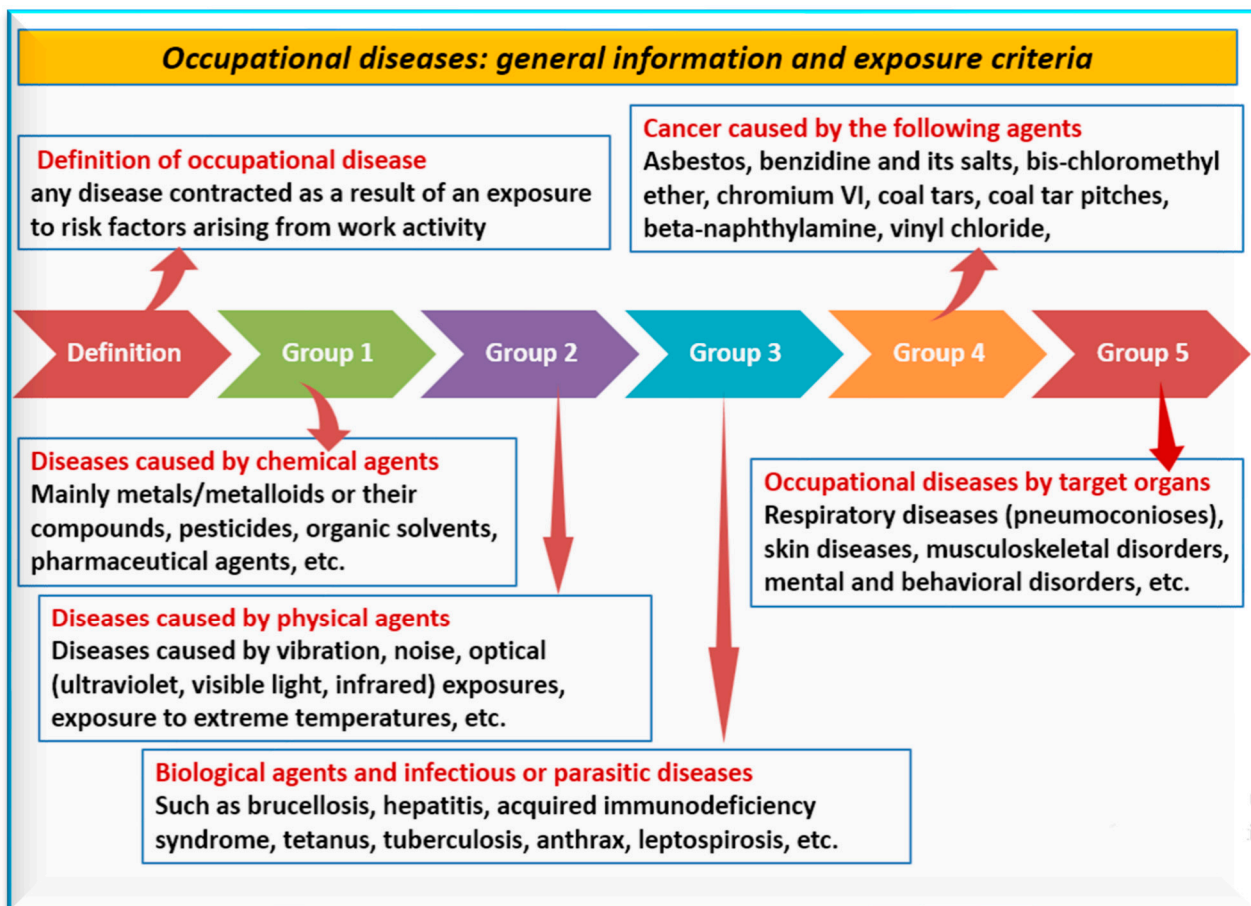 Occupational diseases: general information and exposure criteria
Definition of occupational disease
any disease contracted as a result of an exposure
to risk factors arising from work activity
Cancer caused by the following agents
Asbestos, benzidine and its salts, bis-chloromethyl
ether, chromium VI, coal tars, coal tar pitches,
beta-naphthylamine, vinyl chloride,
Definition
Group 1
Group 2
Group 3
Group 4
Group 5
Diseases caused by chemical agents
Mainly metals/metalloids or their
compounds, pesticides, organic solvents,
pharmaceutical agents, etc.
Occupational diseases by target organs
Respiratory diseases (pneumoconioses),
skin diseases, musculoskeletal disorders,
mental and behavioral disorders, etc.
Diseases caused by physical agents
Diseases caused by vibration, noise, optical
(ultraviolet, visible light, infrared) exposures,
exposure to extreme temperatures, etc.
Biological agents and infectious or parasitic diseases
Such as brucellosis, hepatitis, acquired immunodeficiency
syndrome, tetanus, tuberculosis, anthrax, leptospirosis, etc.